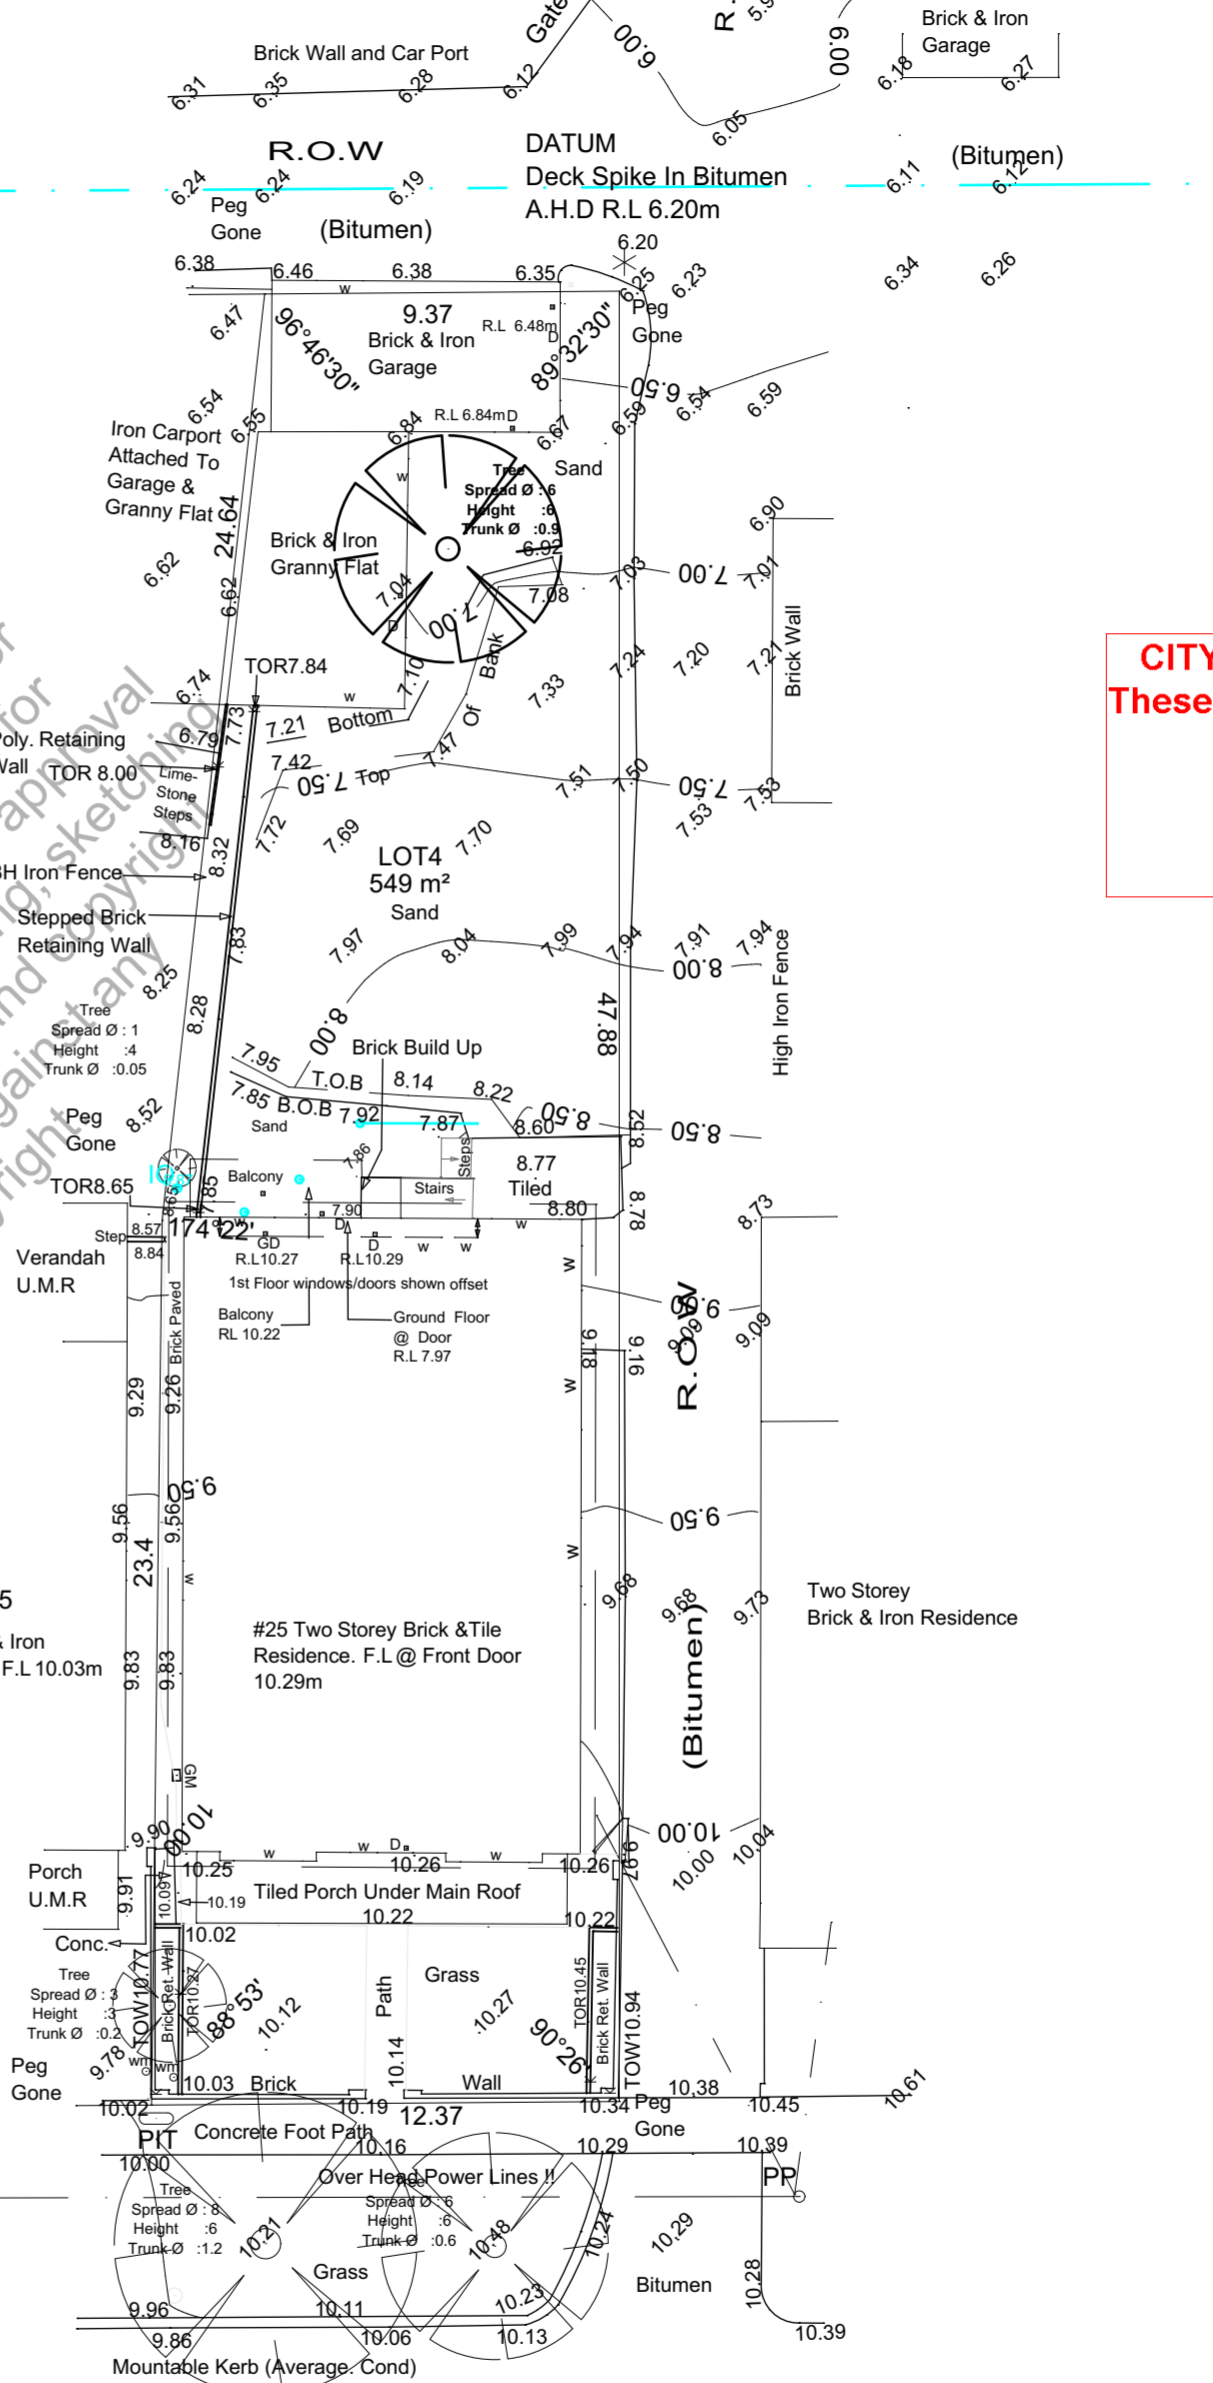 Gate
R
5.9
6.00
6.00
Brick & Iron
Garage
Brick Wall and Car Port
6.31
6.35
6.28
6.12
6.18
6.27
6.05
R.O.W
DATUM
Deck Spike In Bitumen
A.H.D R.L 6.20m
(Bitumen)
6.24
6.24
6.19
6.11
6.12
Peg
Gone
(Bitumen)
6.20
6.38
6.46
6.38
6.35
6.25
6.23
6.34
6.26
w
9.37
R.L 6.48m
D
Peg
Gone
6.47
96°46'30"
Brick & Iron
Garage
89°32'30"
6.50
6.54
6.55
6.84
R.L 6.84m D
6.67
6.59
6.54
6.59
Iron Carport
Attached To
Garage &
Granny Flat
Sand
w
Tree
Spread Ø : 6
Height :6
Trunk Ø :0.9
6.92
24.64
6.90
Brick & Iron
Granny Flat
6.62
6.62
7.04
D
7.00
7.08
7.03
7.00
7.01
Brick Wall
CITY
These
or
for
approval
ng, sketching
and copyright
gainst any
right
TOR7.84
6.74
7.10
Bank
7.24
7.20
7.21
w
7.33
7.73
7.21
Bottom
Of
Poly. Retaining
Wall
TOR 8.00
6.79
Lime-
Stone
Steps
7.42
7.50
Top
7.47
7.51
7.50
7.50
7.53
7.53
8.16
7.72
7.69
7.70
8.32
LOT4
549 m²
Sand
3H Iron Fence
Stepped Brick
Retaining Wall
7.83
7.97
8.04
7.99
7.94
7.91
7.94
8.00
8.25
8.28
8.00
47.88
High Iron Fence
Tree
Spread Ø : 1
Height :4
Trunk Ø :0.05
Brick Build Up
7.95
T.O.B
8.14
8.22
7.85
B.O.B
7.92
7.87
8.50
8.60
8.52
8.50
Peg
Gone
8.52
Sand
7.86
Steps
8.77
Tiled
IO
Balcony
Stairs
TOR8.65
8.65
7.85
7.90
8.80
8.78
8.73
Step
8.57
8.84
174°22'
w
GD
D
D
w
w
w
R.L10.27
R.L10.29
Verandah
U.M.R
1st Floor windows/doors shown offset
Balcony
RL 10.22
Ground Floor
@ Door
R.L 7.97
w
9.00
9.09
9.09
R.O.W
Brick Paved
9.18
9.16
9.29
9.26
w
9.50
9.50
9.56
9.56
23.4
w
w
9.68
9.68
9.73
Two Storey
Brick & Iron Residence
5
& Iron
F.L 10.03m
#25 Two Storey Brick &Tile
Residence. F.L @ Front Door
10.29m
9.83
9.83
(Bitumen)
GM
10.00
9.90
w
w
D
w
10.00
10.04
10.00
9.97
Porch
U.M.R
10.25
10.26
10.26
9.91
10.09
Tiled Porch Under Main Roof
10.19
10.22
10.22
10.02
Conc.
Tree
Spread Ø : 3
Height :3
Trunk Ø :0.2
TOW10.77
Brick Ret. Wall
TOR10.27
88°53'
10.12
Path
Grass
10.27
TOR10.45
Brick Ret. Wall
TOW10.94
90°26'
10.14
Peg
Gone
9.78
wm
wm
10.03
Brick
Wall
10.38
10.45
10.61
10.02
10.19
12.37
10.34
Peg
Gone
PIT
Concrete Foot Path
10.16
10.29
10.39
10.00
Over Head Power Lines !!
PP
Tree
Spread Ø : 8
Height :6
Trunk Ø :1.2
10.21
Tree
Spread Ø : 6
Height :6
Trunk Ø :0.6
10.48
10.24
10.29
Grass
Bitumen
10.28
9.96
10.11
10.23
9.86
10.06
10.13
10.39
Mountable Kerb (Average. Cond)